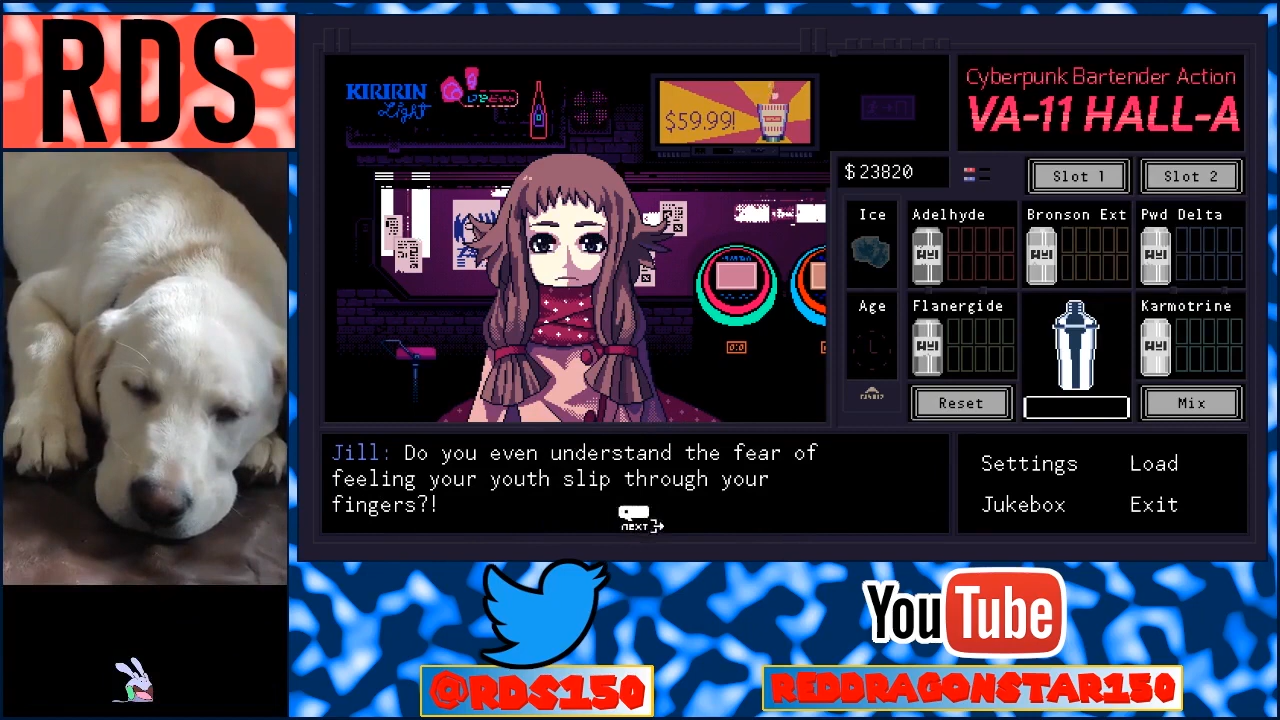 RDS
KIRIRIN
Light
$59.99!
Cyberpunk Bartender Action
VA-11 HALL-A
$23820
Slot 1
Slot 2
Ice
Adelhyde
Bronson Ext
Pwd Delta
Age
Flanergide
Karmotrine
Reset
Mix
Jill: Do you even understand the fear of
feeling your youth slip through your
fingers?!
NEXT
Settings
Load
Jukebox
Exit
YouTube
@RDS150
REDDRAGONSTAR150